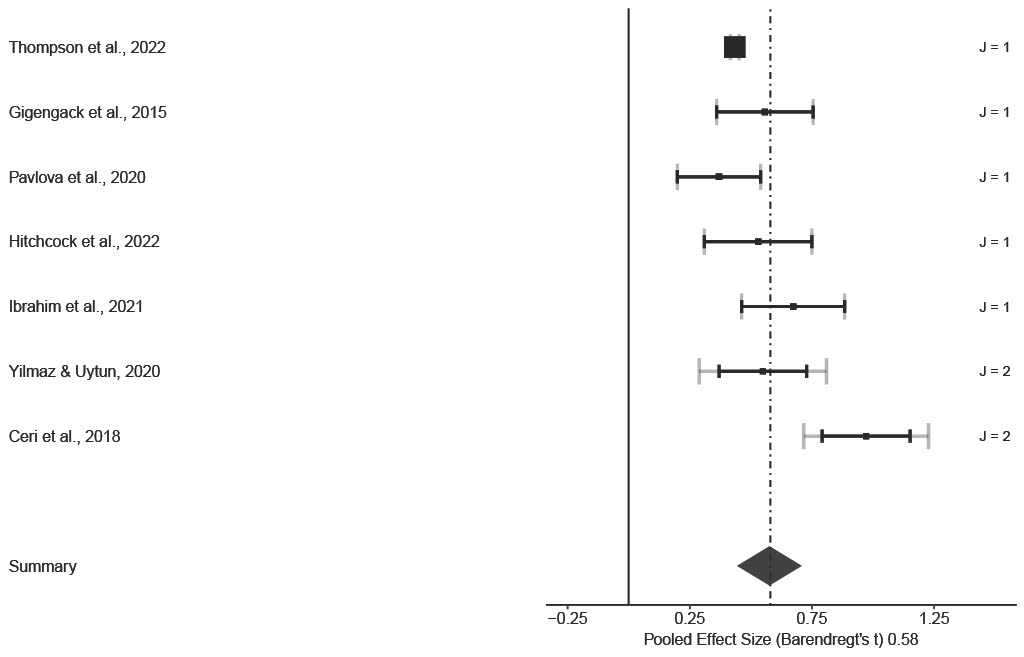 Thompson et al., 2022 J = 1
Gigengack et al., 2015 J = 1
Pavlova et al., 2020 J = 1
Hitchcock et al., 2022 J = 1
Ibrahim et al., 2021 J = 1
Yilmaz & Uytun, 2020 J = 2
Ceri et al., 2018 J = 2
Summary
−0.25 0.25 0.75 1.25
Pooled Effect Size (Barendregt's t) 0.58